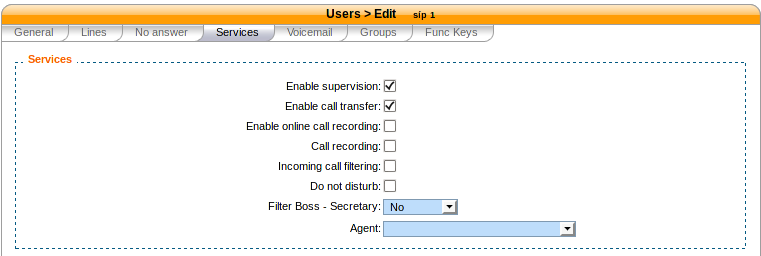 Users > Edit sip 1
General Lines No answer Services Voicemail Groups Func Keys
Services
Enable supervision:
Enable call transfer:
Enable online call recording:
Call recording:
Incoming call filtering:
Do not disturb:
Filter Boss - Secretary: No
Agent: